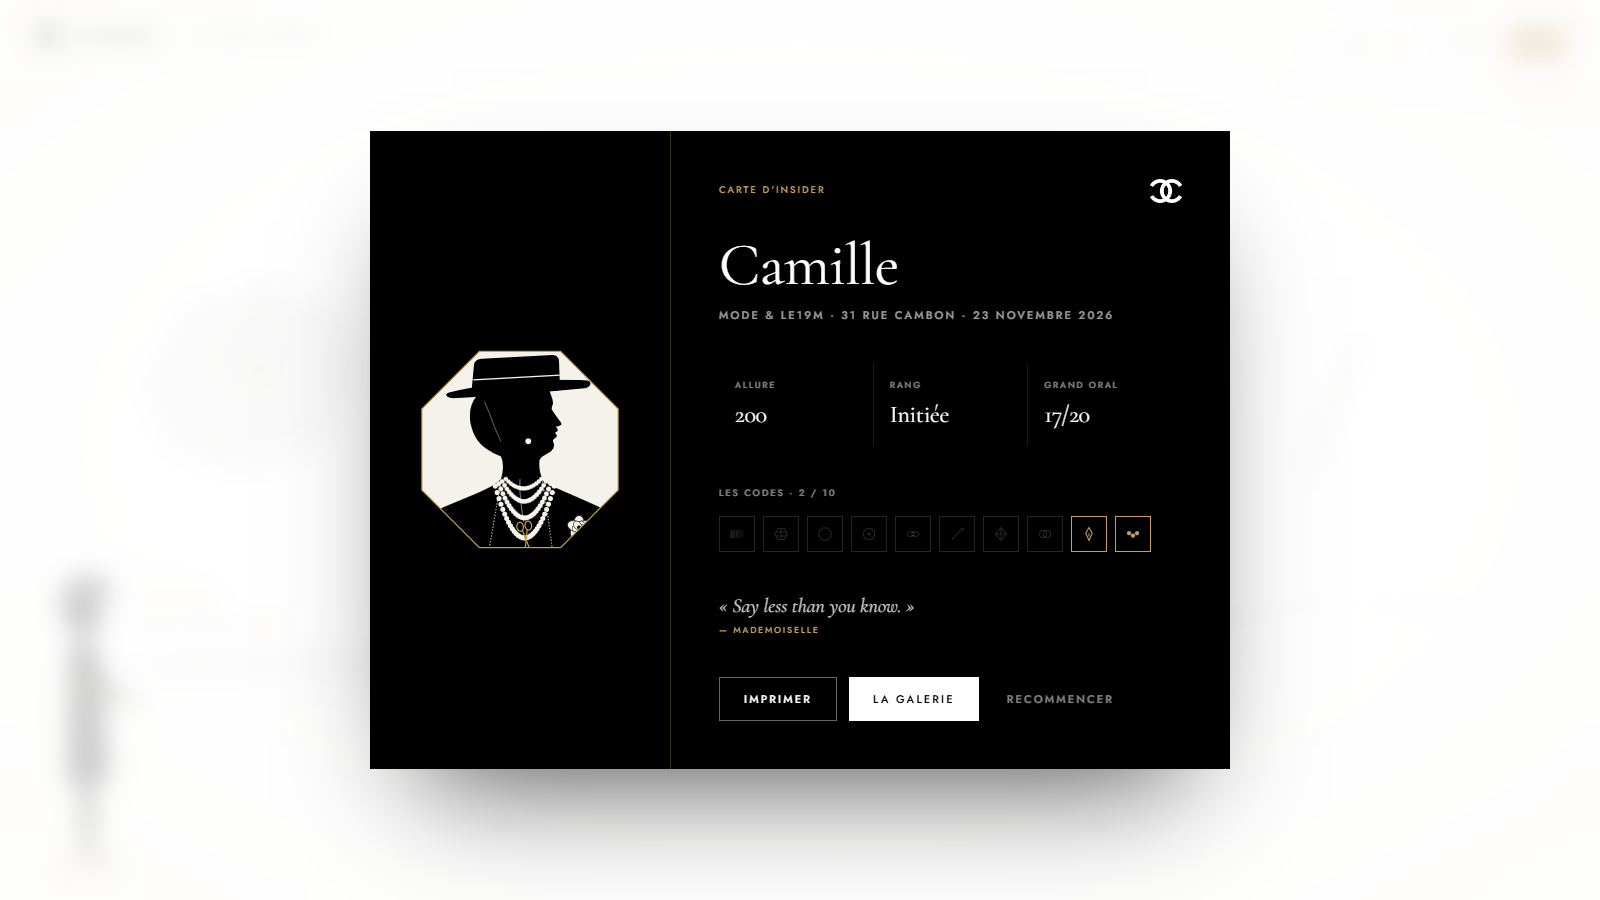 CARTE D'INSIDER
Camille
MODE & LE19M · 31 RUE CAMBON · 23 NOVEMBRE 2026
ALLURE
200
RANG
Initiée
GRAND ORAL
17/20
LES CODES · 2 / 10
« Say less than you know. »
— MADEMOISELLE
IMPRIMER
LA GALERIE
RECOMMENCER